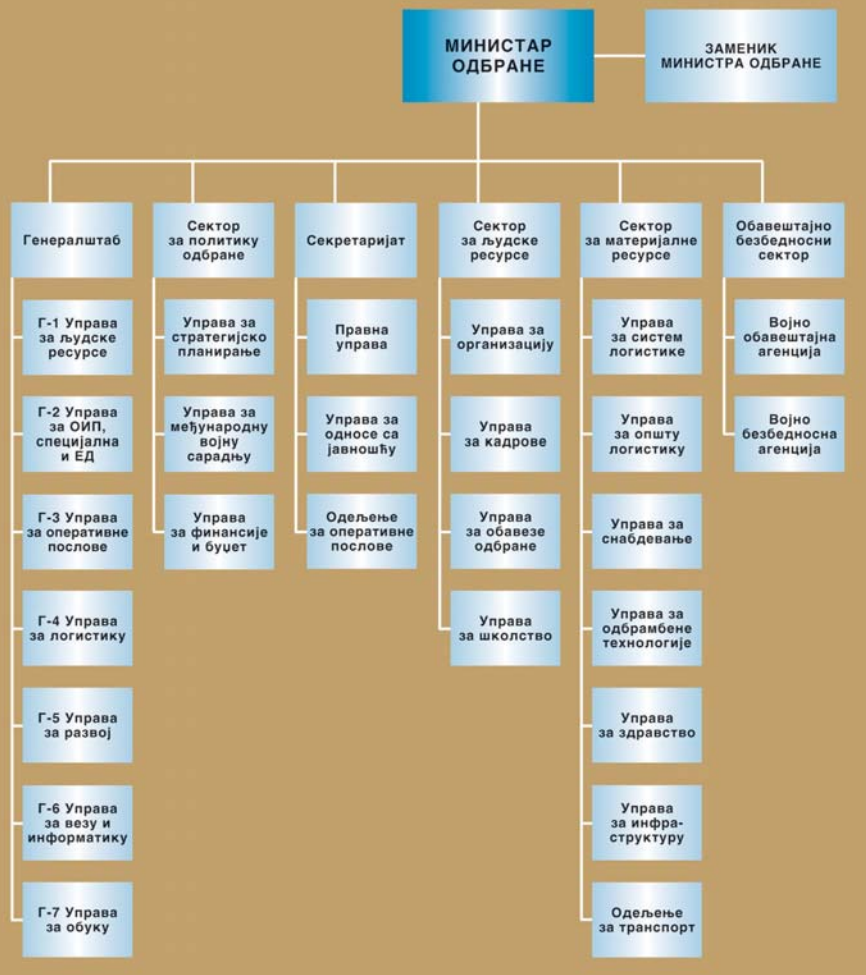 МИНИСТАР
ОДБРАНЕ
ЗАМЕНИК
МИНИСТРА ОДБРАНЕ
Генералштаб
Сектор
за политику
одбране
Секретаријат
Сектор
за људске
ресурсе
Сектор
за материјалне
ресурсе
Обавештајно
безбедносни
сектор
Г-1 Управа
за људске
ресурсе
Г-2 Управа
за ОИП,
специјална
и ЕД
Г-3 Управа
за оперативне
послове
Г-4 Управа
за логистику
Г-5 Управа
за развој
Г-6 Управа
за везу и
информатику
Г-7 Управа
за обуку
Управа за
стратегијско
планирање
Управа за
међународну
војну
сарадњу
Управа
за финансије
и буџет
Правна
управа
Управа за
односе са
јавношћу
Одељење
за оперативне
послове
Управа за
организацију
Управа
за кадрове
Управа
за обавезе
одбране
Управа
за школство
Управа
за систем
логистике
Управа
за општу
логистику
Управа за
снабдевање
Управа за
одбрамбене
технологије
Управа
за здравство
Управа
за инфра-
структуру
Одељење
за транспорт
Војно
обавештајна
агенција
Војно
безбедносна
агенција